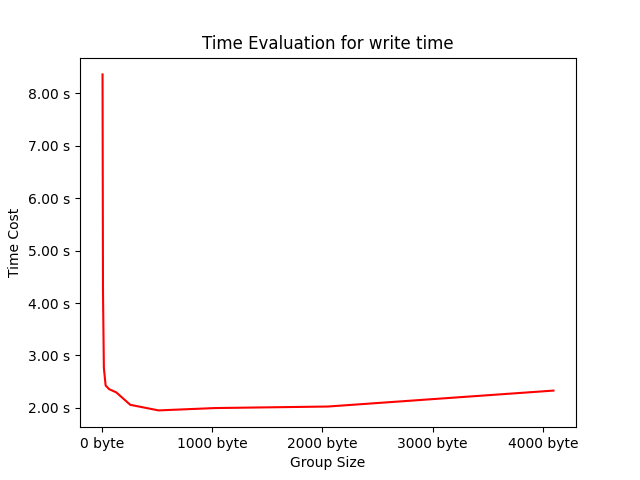 Time Evaluation for write time
8.00 s
7.00 s
6.00 s
5.00 s
4.00 s
3.00 s
2.00 s
Time Cost
0 byte
1000 byte
2000 byte
3000 byte
4000 byte
Group Size